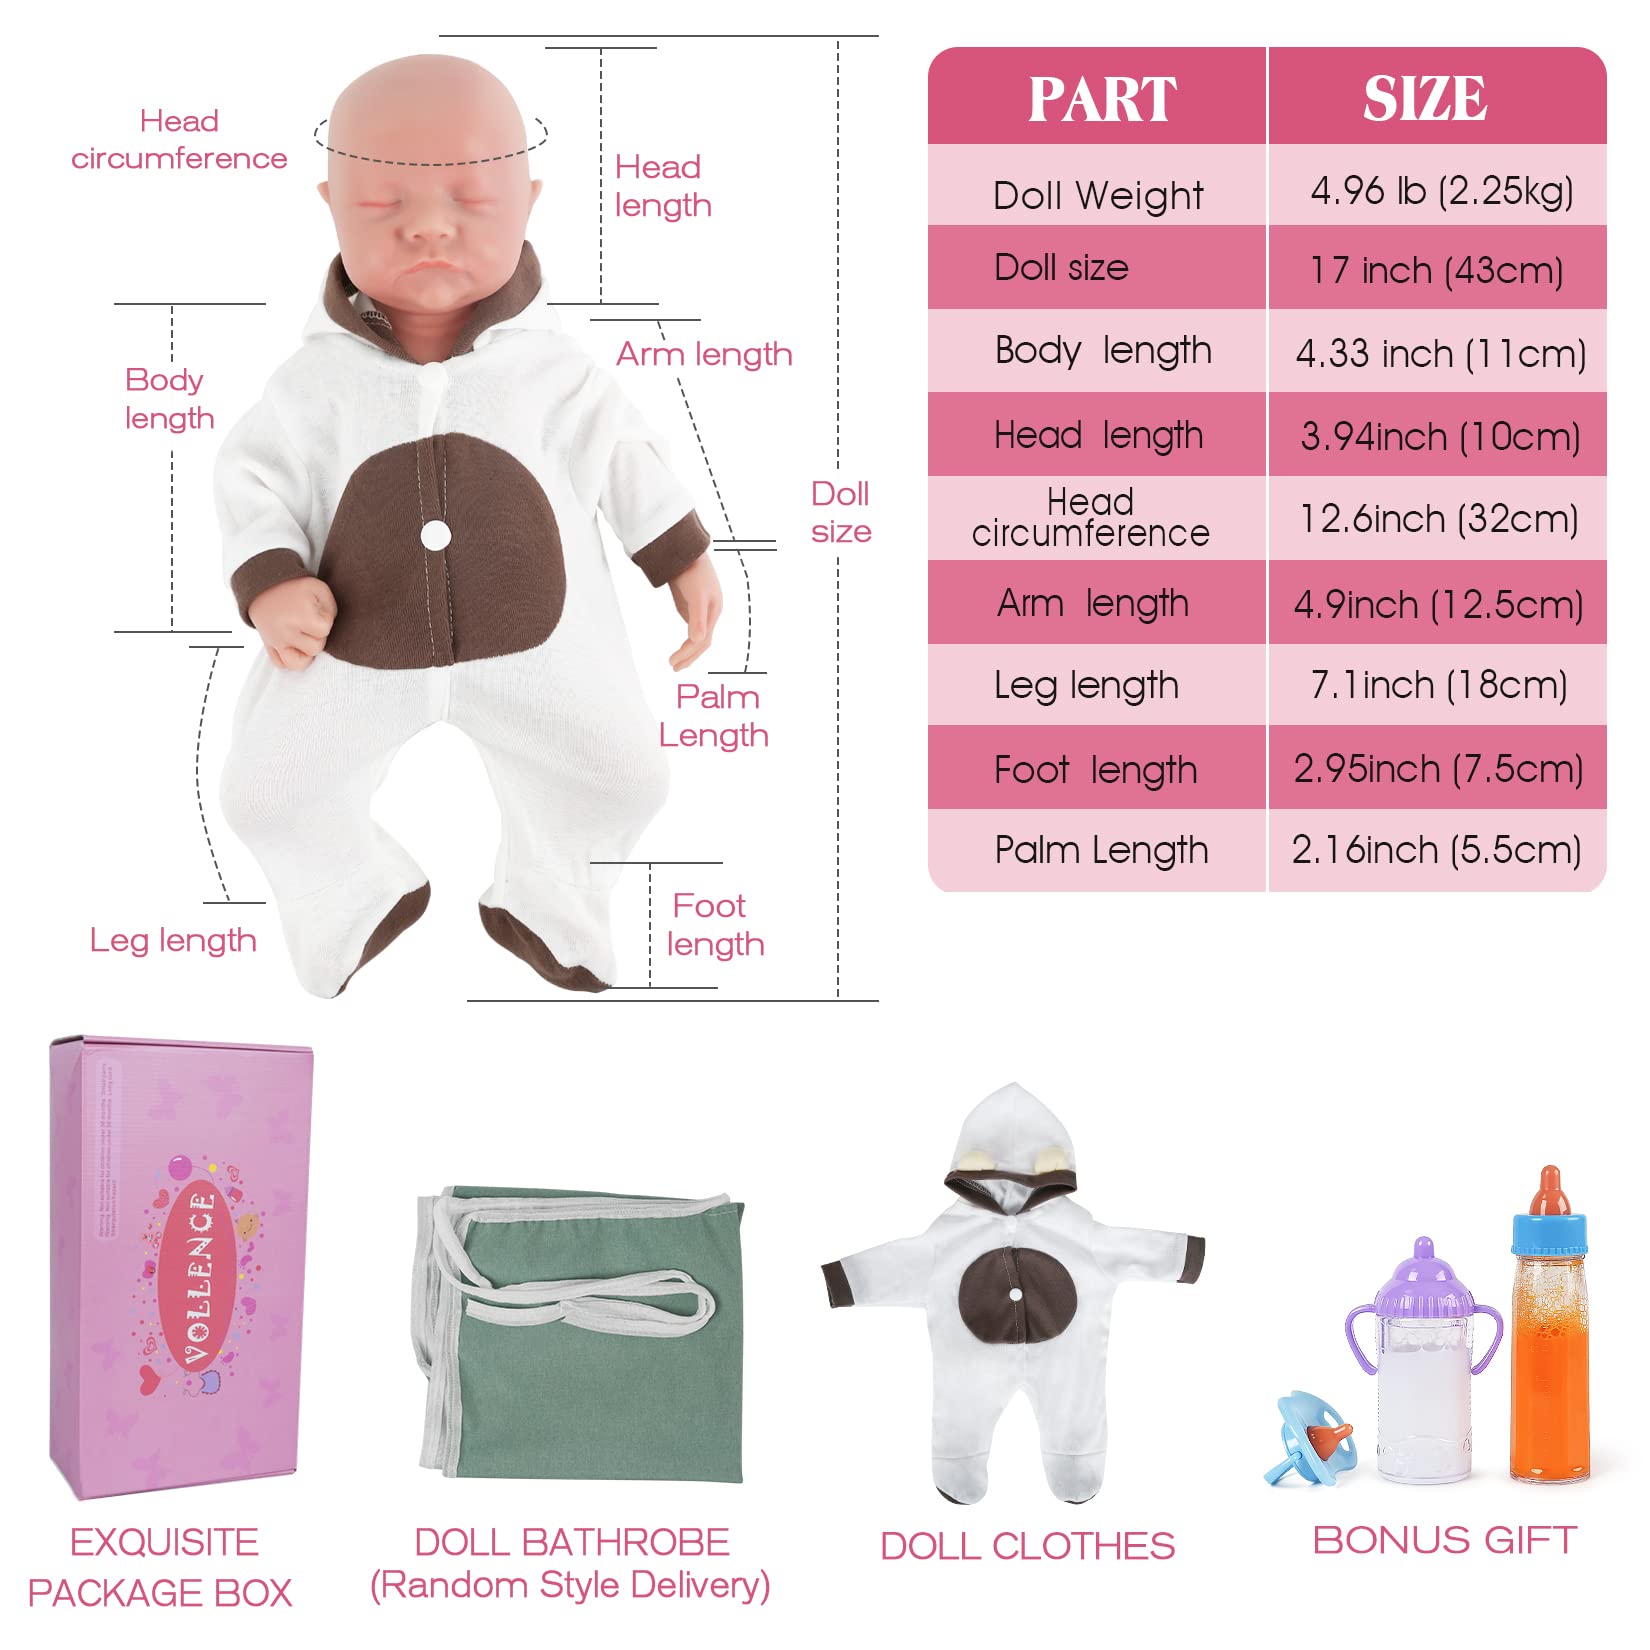 Head
circumference
Head
length
Body
length
Arm length
Doll
size
Palm
Length
Leg length
Foot
length
PART SIZE
Doll Weight 4.96 lb (2.25kg)
Doll size 17 inch (43cm)
Body length 4.33 inch (11cm)
Head length 3.94inch (10cm)
Head
circumference 12.6inch (32cm)
Arm length 4.9inch (12.5cm)
Leg length 7.1inch (18cm)
Foot length 2.95inch (7.5cm)
Palm Length 2.16inch (5.5cm)
VOLLENCE
EXQUISITE
PACKAGE BOX
DOLL BATHROBE
(Random Style Delivery)
DOLL CLOTHES
BONUS GIFT